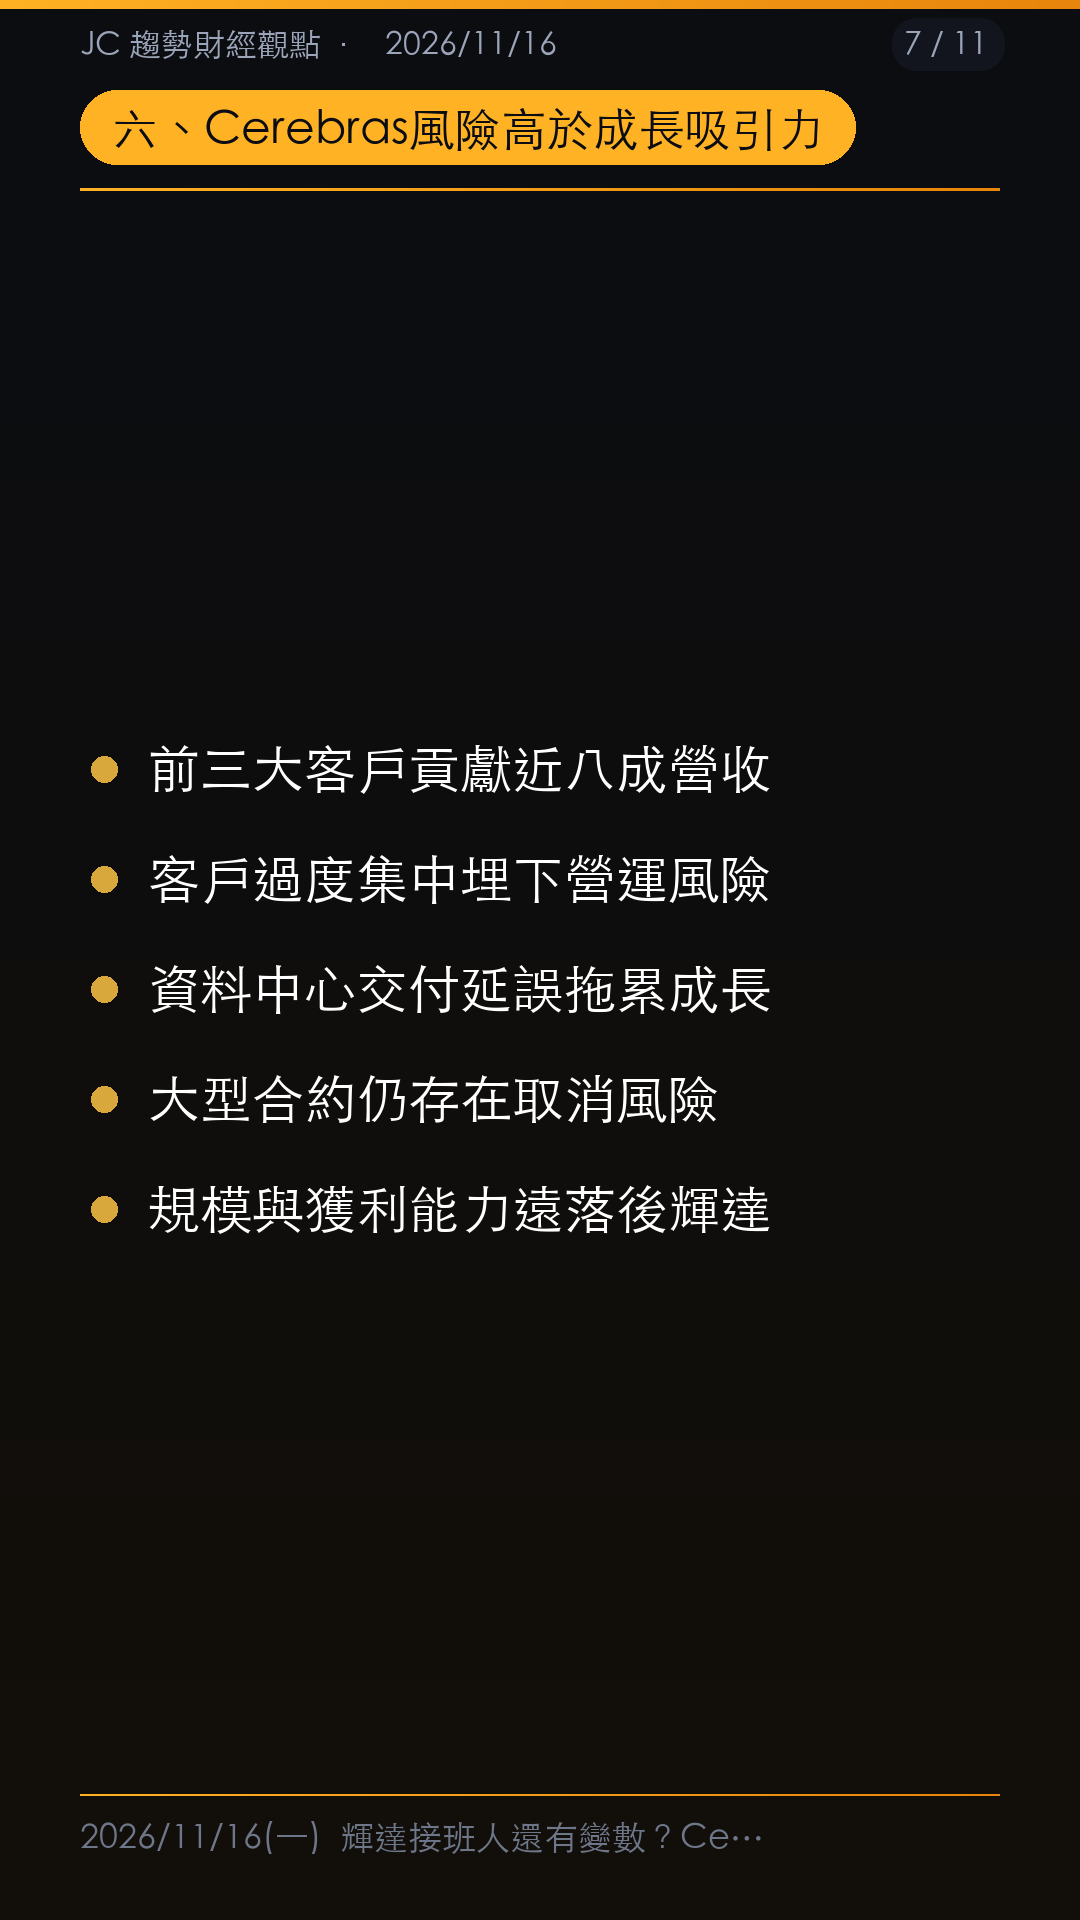 JC 趨勢財經觀點 · 2026/11/16
7 / 11
六、Cerebras風險高於成長吸引力
前三大客戶貢獻近八成營收
客戶過度集中埋下營運風險
資料中心交付延誤拖累成長
大型合約仍存在取消風險
規模與獲利能力遠落後輝達
2026/11/16(一) 輝達接班人還有變數？Ce…